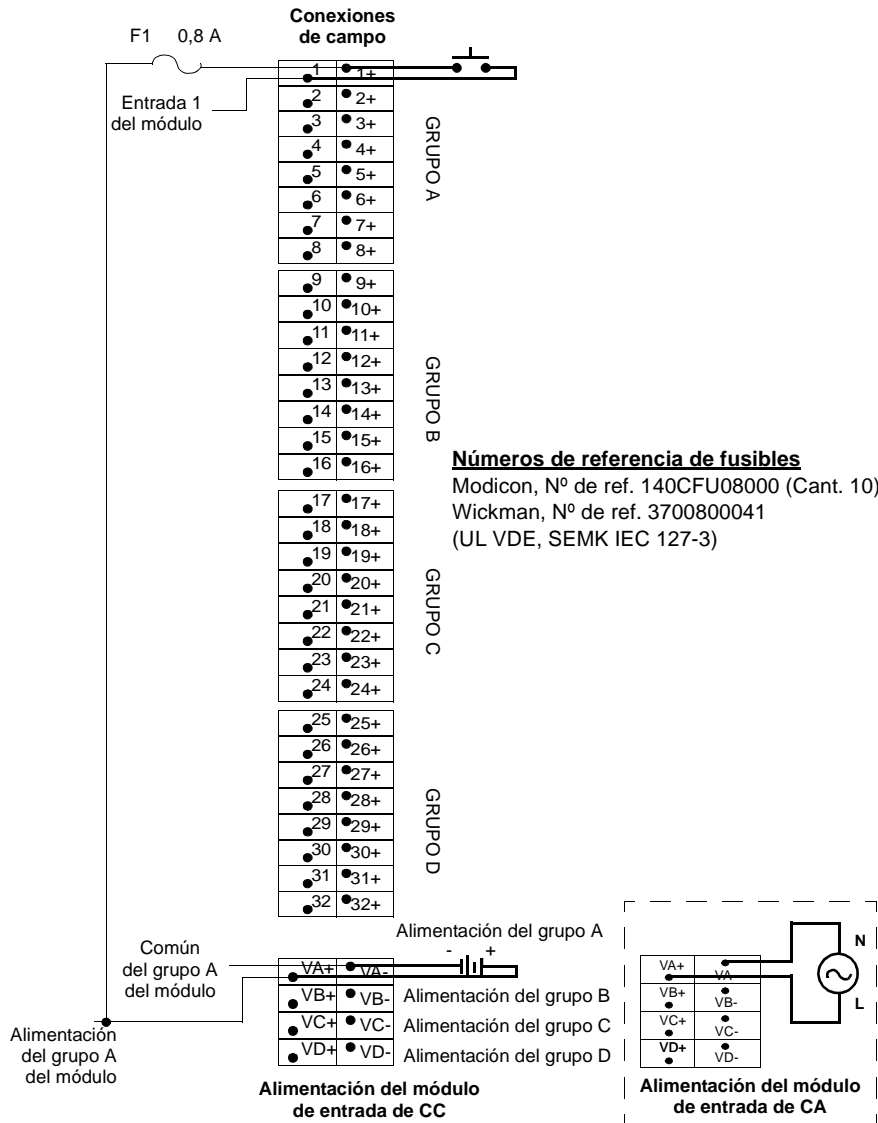 Conexiones
de campo
F1 0,8 A
1 1+
Entrada 1
del módulo
2 2+
3 3+
4 4+
5 5+
6 6+
7 7+
8 8+
GRUPO A
9 9+
10 10+
11 11+
12 12+
13 13+
14 14+
15 15+
16 16+
GRUPO B
Números de referencia de fusibles
Modicon, Nº de ref. 140CFU08000 (Cant. 10)
Wickman, Nº de ref. 3700800041
(UL VDE, SEMK IEC 127-3)
17 17+
18 18+
19 19+
20 20+
21 21+
22 22+
23 23+
24 24+
GRUPO C
25 25+
26 26+
27 27+
28 28+
29 29+
30 30+
31 31+
32 32+
GRUPO D
Alimentación del grupo A
- +
Común
del grupo A
del módulo
VA+ VA-
VB+ VB- Alimentación del grupo B
VC+ VC- Alimentación del grupo C
VD+ VD- Alimentación del grupo D
Alimentación
del grupo A
del módulo
Alimentación del módulo
de entrada de CC
N
L
VA+ VA-
VB+ VB-
VC+ VC-
VD+ VD-
Alimentación del módulo
de entrada de CA